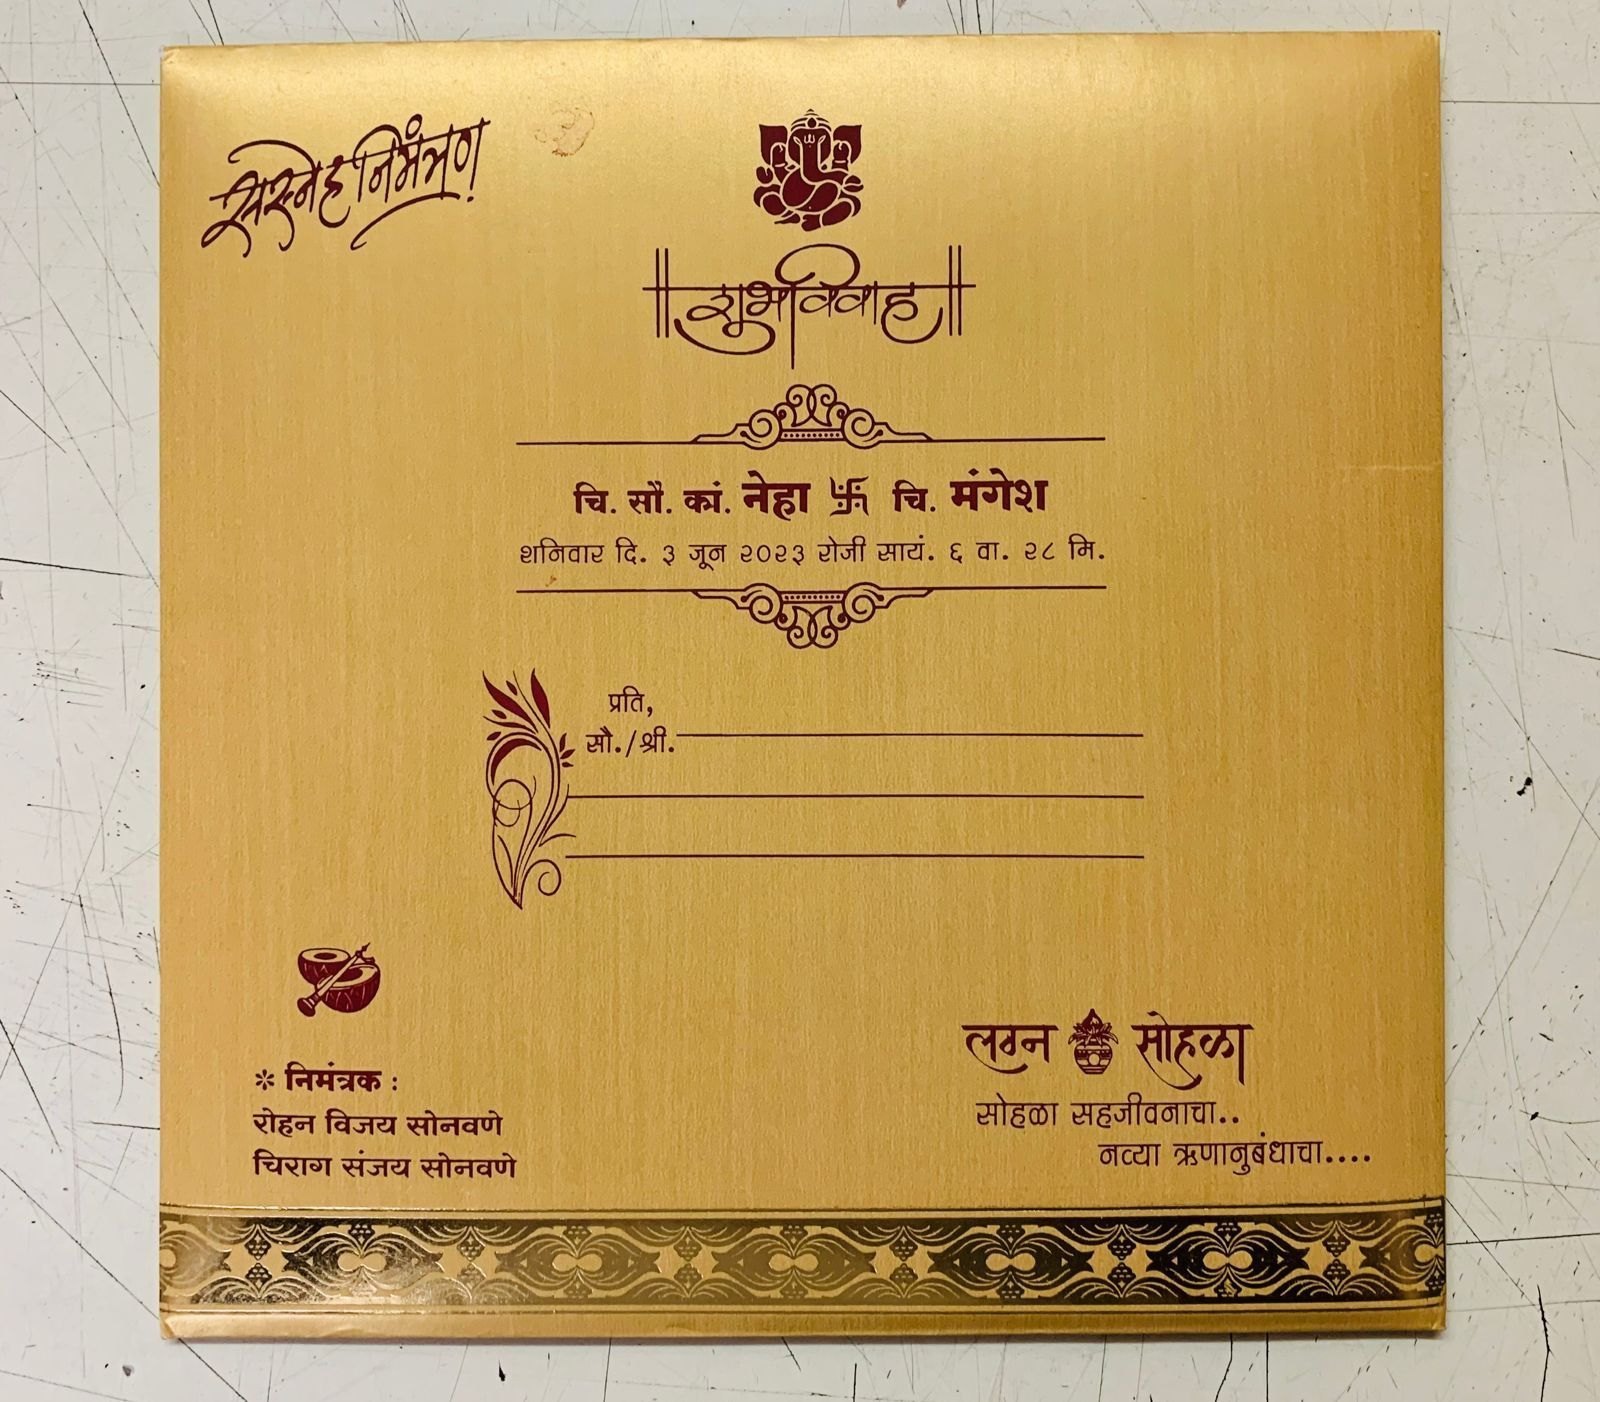 सस्नेह निमंत्रण
॥ शुभविवाह ॥
चि. सौ. कां. नेहा 卐 चि. मंगेश
शनिवार दि. ३ जून २०२३ रोजी सायं. ६ वा. २८ मि.
प्रति,
सौ./श्री.
* निमंत्रक :
रोहन विजय सोनवणे
चिराग संजय सोनवणे
लग्न सोहळा
सोहळा सहजीवनाचा..
नव्या ऋणानुबंधाचा....